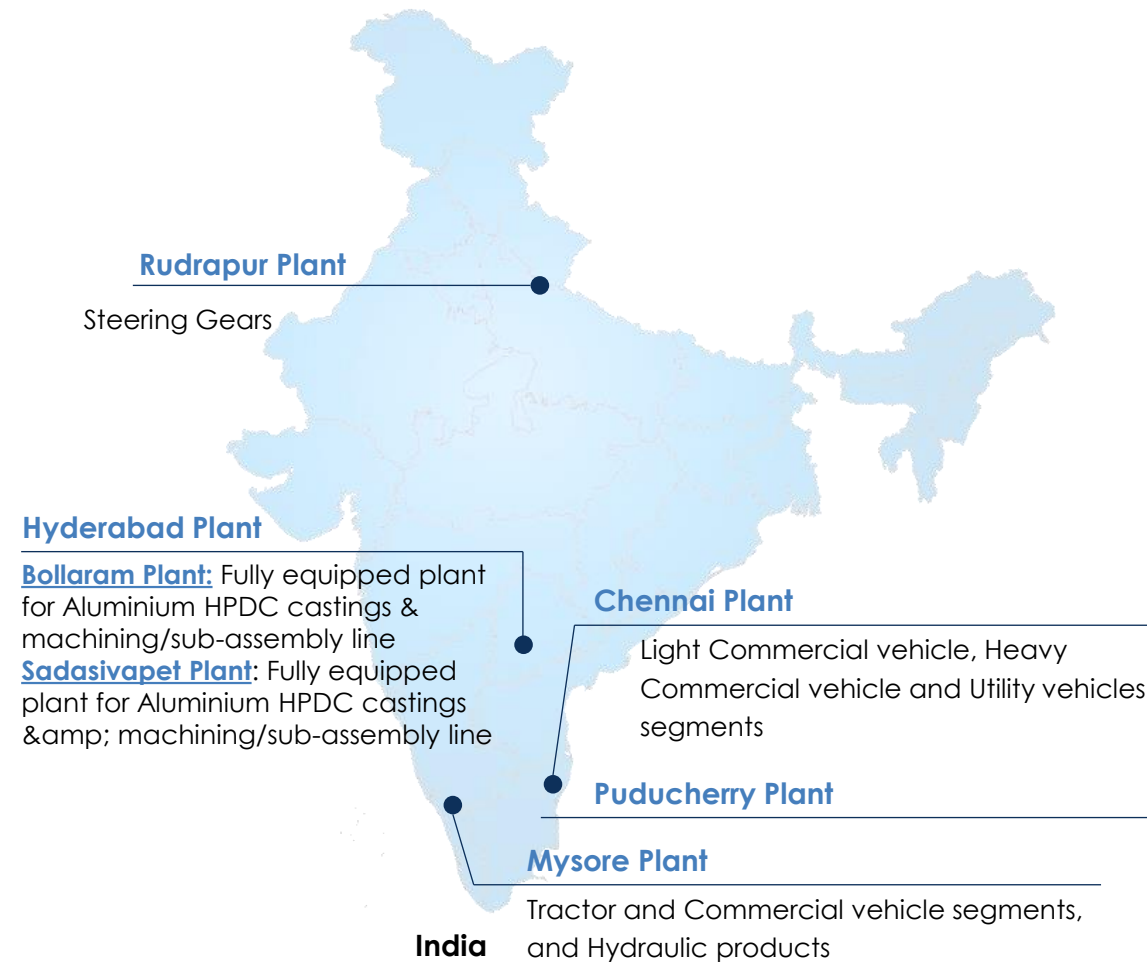 Rudrapur Plant
Steering Gears
Hyderabad Plant
Bollaram Plant: Fully equipped plant
for Aluminium HPDC castings &
machining/sub-assembly line
Sadasivapet Plant: Fully equipped
plant for Aluminium HPDC castings
&amp; machining/sub-assembly line
Chennai Plant
Light Commercial vehicle, Heavy
Commercial vehicle and Utility vehicles
segments
Puducherry Plant
Mysore Plant
Tractor and Commercial vehicle segments,
and Hydraulic products
India